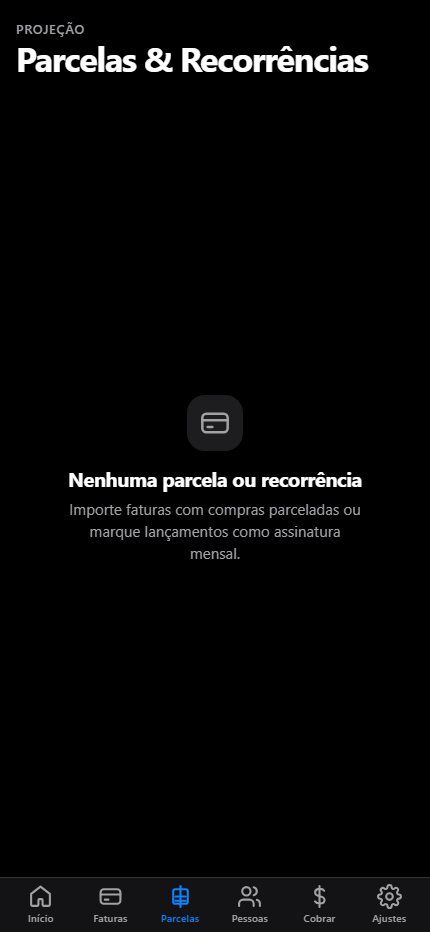 PROJEÇÃO
Parcelas & Recorrências
Nenhuma parcela ou recorrência
Importe faturas com compras parceladas ou
marque lançamentos como assinatura
mensal.
Início
Faturas
Parcelas
Pessoas
Cobrar
Ajustes